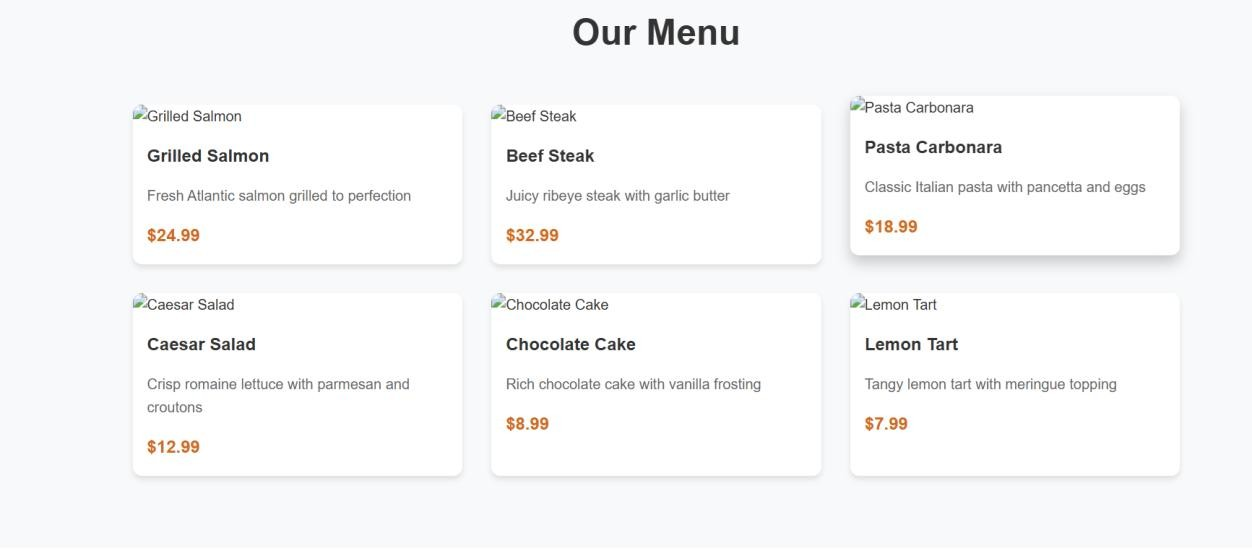 Our Menu
Grilled Salmon
Grilled Salmon
Fresh Atlantic salmon grilled to perfection
$24.99
Beef Steak
Beef Steak
Juicy ribeye steak with garlic butter
$32.99
Pasta Carbonara
Pasta Carbonara
Classic Italian pasta with pancetta and eggs
$18.99
Caesar Salad
Caesar Salad
Crisp romaine lettuce with parmesan and
croutons
$12.99
Chocolate Cake
Chocolate Cake
Rich chocolate cake with vanilla frosting
$8.99
Lemon Tart
Lemon Tart
Tangy lemon tart with meringue topping
$7.99